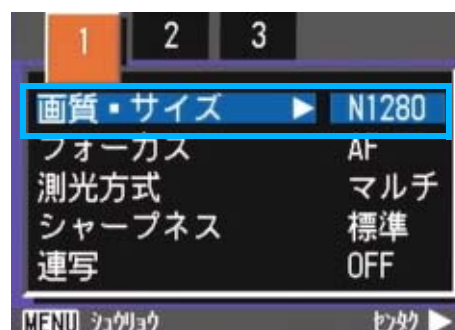 1 2 3
画質・サイズ ▶ N1280
フォーカス AF
測光方式 マルチ
シャープネス 標準
連写 OFF
MENU ショウリョウ センタク ▶